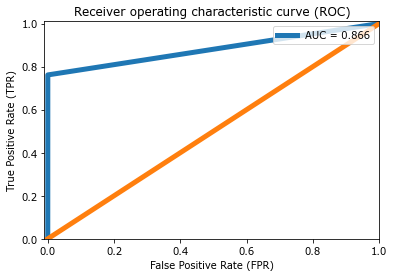 Receiver operating characteristic curve (ROC)
AUC = 0.866
True Positive Rate (TPR)
1.0
0.8
0.6
0.4
0.2
0.0
0.0 0.2 0.4 0.6 0.8 1.0
False Positive Rate (FPR)